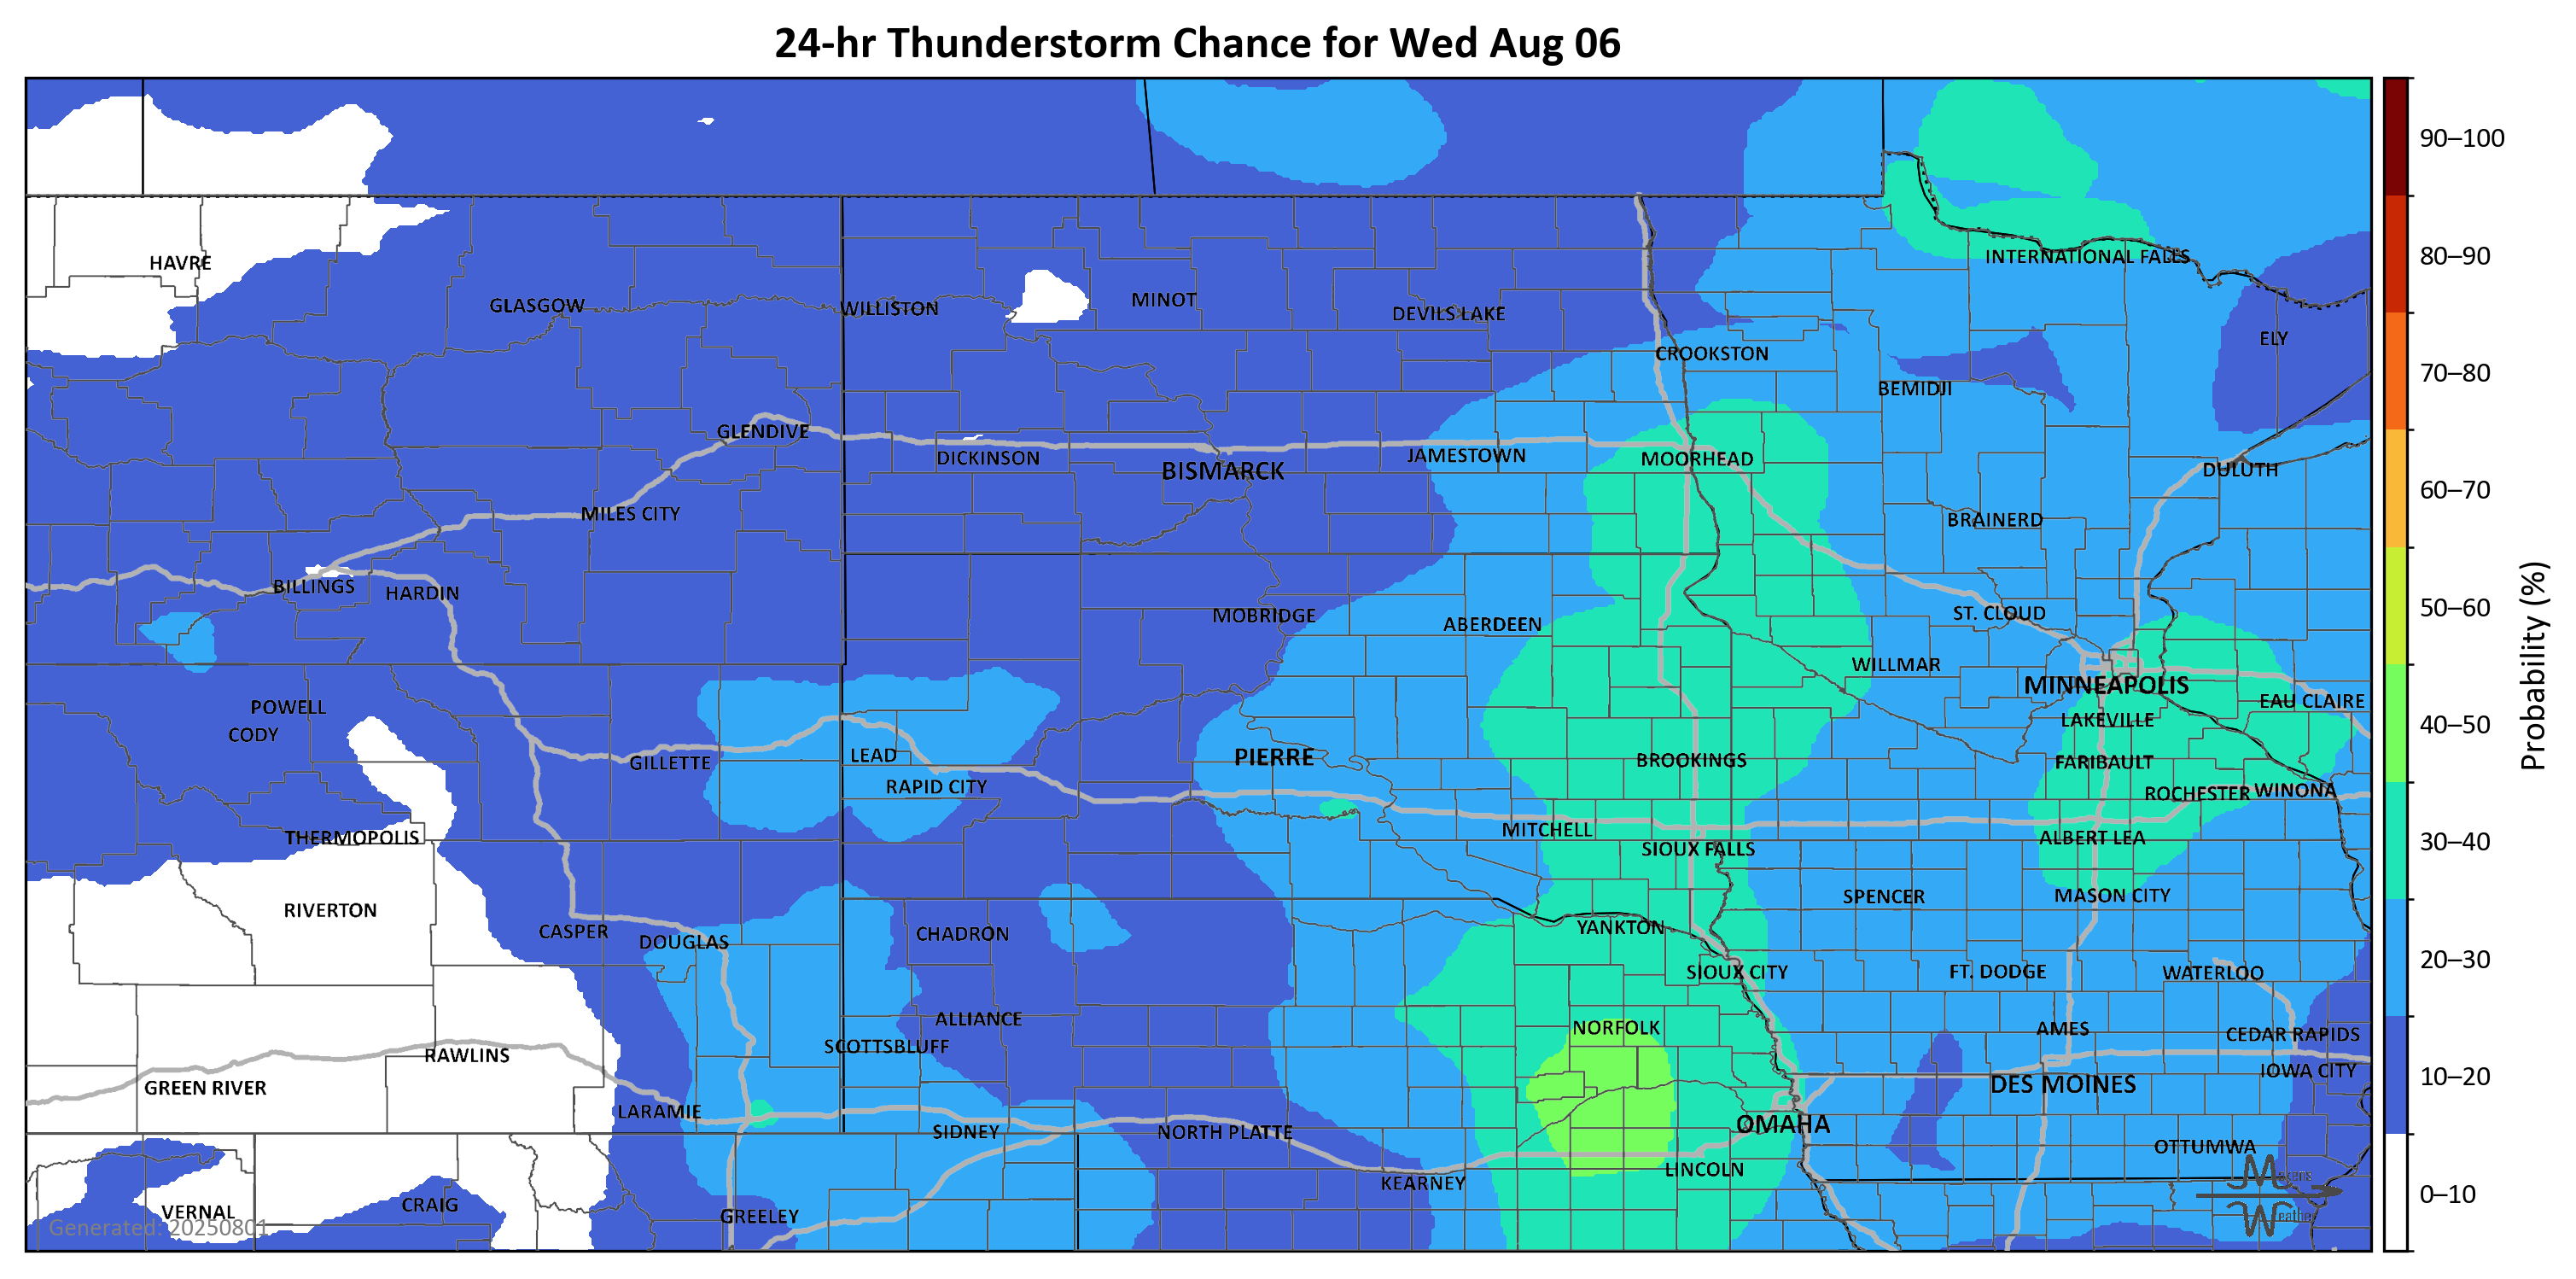 24-hr Thunderstorm Chance for Wed Aug 06
90–100
INTERNATIONAL FALLS
80–90
HAVRE
MINOT
GLASGOW
WILLISTON
DEVILS LAKE
ELY
CROOKSTON
70–80
BEMIDJI
GLENDIVE
DICKINSON
JAMESTOWN
MOORHEAD
BISMARCK
DULUTH
60–70
MILES CITY
BRAINERD
BILLINGS
HARDIN
50–60
MOBRIDGE
ABERDEEN
ST. CLOUD
WILLMAR
MINNEAPOLIS
Probability (%)
POWELL
EAU CLAIRE
CODY
LAKEVILLE
40–50
LEAD
PIERRE
GILLETTE
BROOKINGS
FARIBAULT
RAPID CITY
ROCHESTER
WINONA
THERMOPOLIS
MITCHELL
ALBERT LEA
30–40
SIOUX FALLS
RIVERTON
SPENCER
MASON CITY
CASPER
DOUGLAS
CHADRON
YANKTON
20–30
SIOUX CITY
FT. DODGE
WATERLOO
ALLIANCE
NORFOLK
AMES
CEDAR RAPIDS
RAWLINS
SCOTTSBLUFF
IOWA CITY
10–20
GREEN RIVER
DES MOINES
LARAMIE
OMAHA
SIDNEY
NORTH PLATTE
OTTUMWA
LINCOLN
Makens
KEARNEY
0–10
VERNAL
CRAIG
GREELEY
Weather
Generated: 20250801